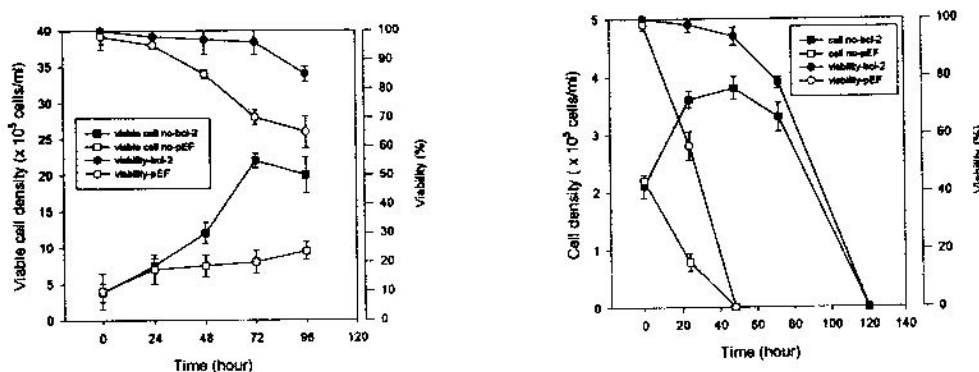 Viable cell density (x 10⁵ cells/ml)
40
35
30
25
20
15
10
5
0
viable cell no-bcl-2
viable cell no-pEF
viability-bcl-2
viability-pEF
100
90
80
70
60
50
40
30
20
10
0
Viability (%)
0 24 48 72 96 120
Time (hour)
Cell density ( x 10⁵ cells/ml)
5
4
3
2
1
0
cell no-bcl-2
cell no-pEF
viability-bcl-2
viability-pEF
100
80
60
40
20
0
Viability (%)
0 20 40 60 80 100 120 140
Time (hour)